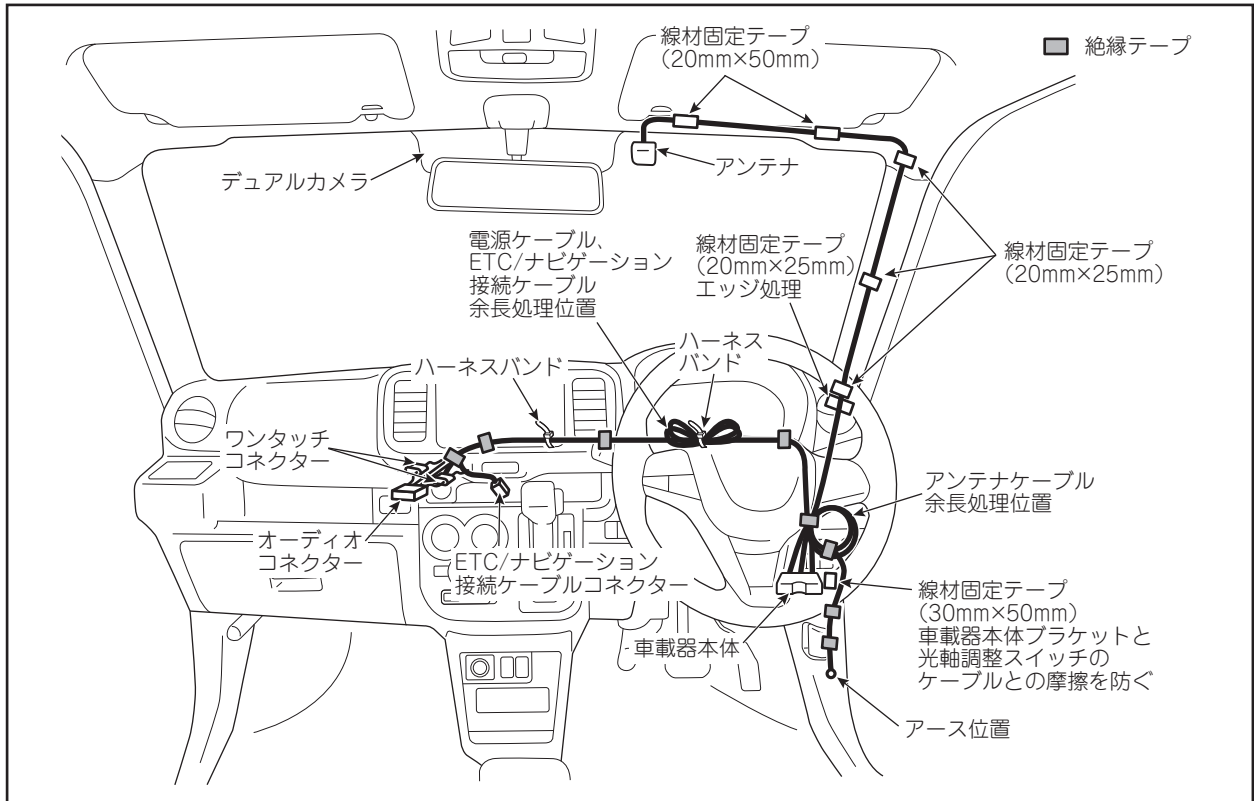 線材固定テープ
（20mm×50mm）
絶縁テープ
アンテナ
デュアルカメラ
電源ケーブル、
ETC/ナビゲーション
接続ケーブル
余長処理位置
線材固定テープ
（20mm×25mm）
エッジ処理
線材固定テープ
（20mm×25mm）
ハーネスバンド
ハーネス
バンド
ワンタッチ
コネクター
オーディオ
コネクター
ETC/ナビゲーション
接続ケーブルコネクター
アンテナケーブル
余長処理位置
車載器本体
線材固定テープ
（30mm×50mm）
車載器本体ブラケットと
光軸調整スイッチの
ケーブルとの摩擦を防ぐ
アース位置